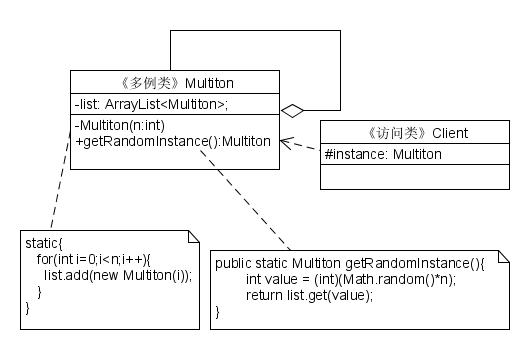 《多例类》Multiton
-list: ArrayList<Multiton>;
-Multiton(n:int)
+getRandomInstance():Multiton
《访问类》Client
#instance: Multiton
static{
for(int i=0;i<n;i++){
list.add(new Multiton(i));
}
}
public static Multiton getRandomInstance(){
int value = (int)(Math.random()*n);
return list.get(value);
}